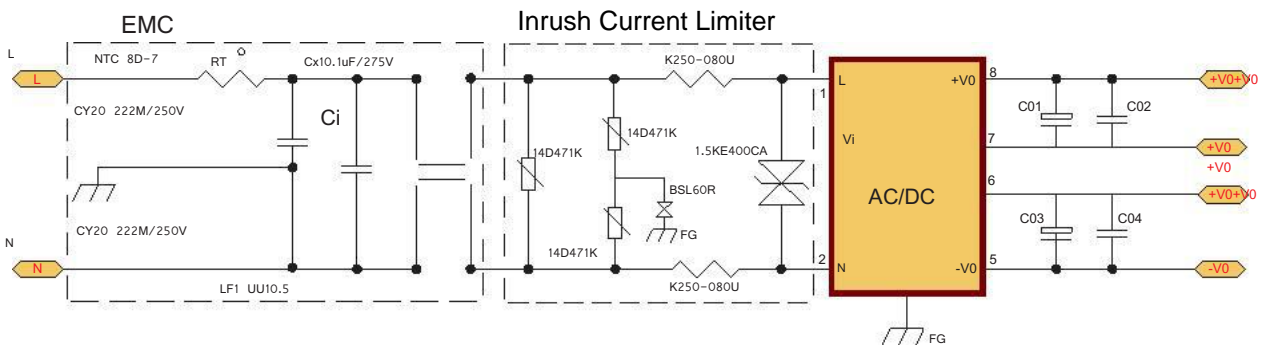 EMC
Inrush Current Limiter
L
NTC 8D-7
RT
Cx10.1uF/275V
K250-080U
L
L
+V0
8
+V0+V0
1
CY20 222M/250V
Ci
C01
C02
14D471K
Vi
7
+V0
14D471K
1.5KE400CA
+V0
BSL60R
AC/DC
6
+V0+V0
C03
C04
CY20 222M/250V
FG
N
14D471K
2
N
-V0
5
-V0
N
K250-080U
LF1 UU10.5
FG